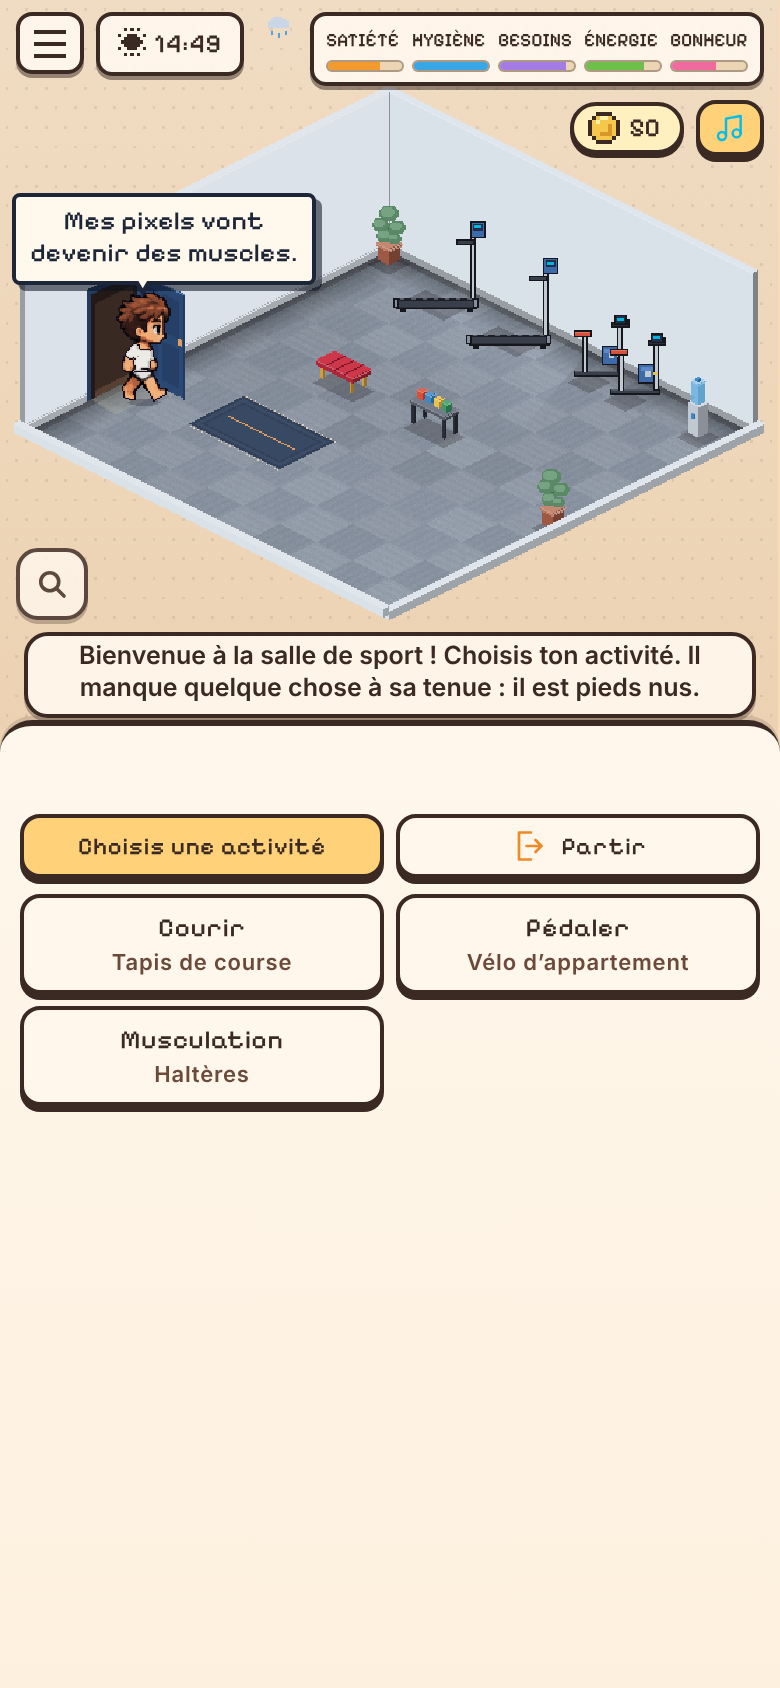 14:49
SATIÉTÉ HYGIÈNE BESOINS ÉNERGIE BONHEUR
80
Mes pixels vont
devenir des muscles.
Bienvenue à la salle de sport ! Choisis ton activité. Il
manque quelque chose à sa tenue : il est pieds nus.
Choisis une activité
Partir
Courir
Tapis de course
Pédaler
Vélo d’appartement
Musculation
Haltères